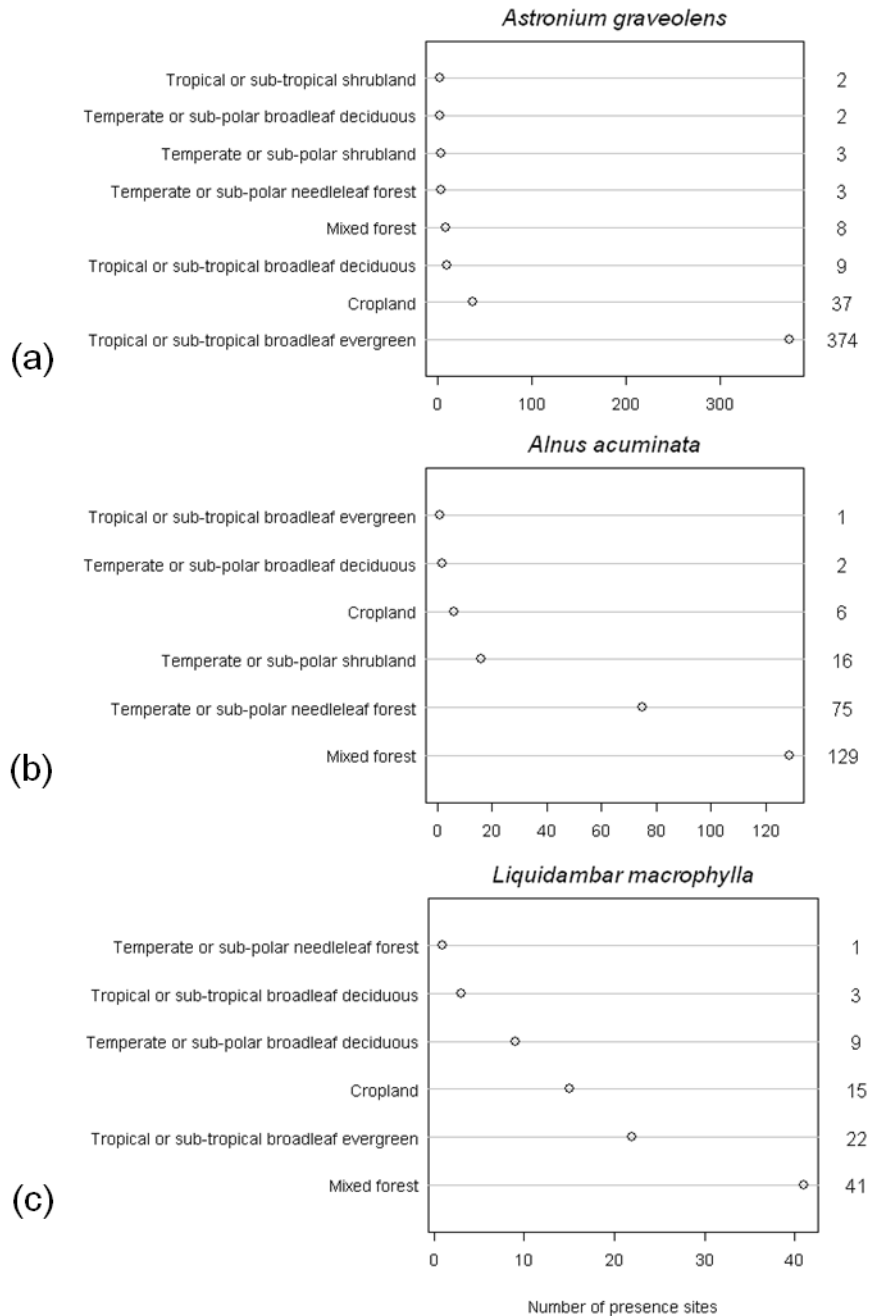 Astronium graveolens
Tropical or sub-tropical shrubland 2
Temperate or sub-polar broadleaf deciduous 2
Temperate or sub-polar shrubland 3
Temperate or sub-polar needleleaf forest 3
Mixed forest 8
Tropical or sub-tropical broadleaf deciduous 9
Cropland 37
Tropical or sub-tropical broadleaf evergreen 374
(a)
0 100 200 300
Alnus acuminata
Tropical or sub-tropical broadleaf evergreen 1
Temperate or sub-polar broadleaf deciduous 2
Cropland 6
Temperate or sub-polar shrubland 16
Temperate or sub-polar needleleaf forest 75
Mixed forest 129
(b)
0 20 40 60 80 100 120
Liquidambar macrophylla
Temperate or sub-polar needleleaf forest 1
Tropical or sub-tropical broadleaf deciduous 3
Temperate or sub-polar broadleaf deciduous 9
Cropland 15
Tropical or sub-tropical broadleaf evergreen 22
Mixed forest 41
(c)
0 10 20 30 40
Number of presence sites